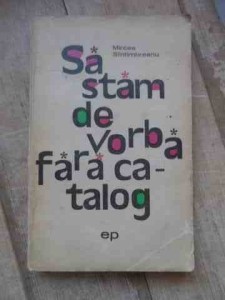 Mircea
Sîntimbreanu
Să
stăm
de
vorbă
fără ca-
talog
ep